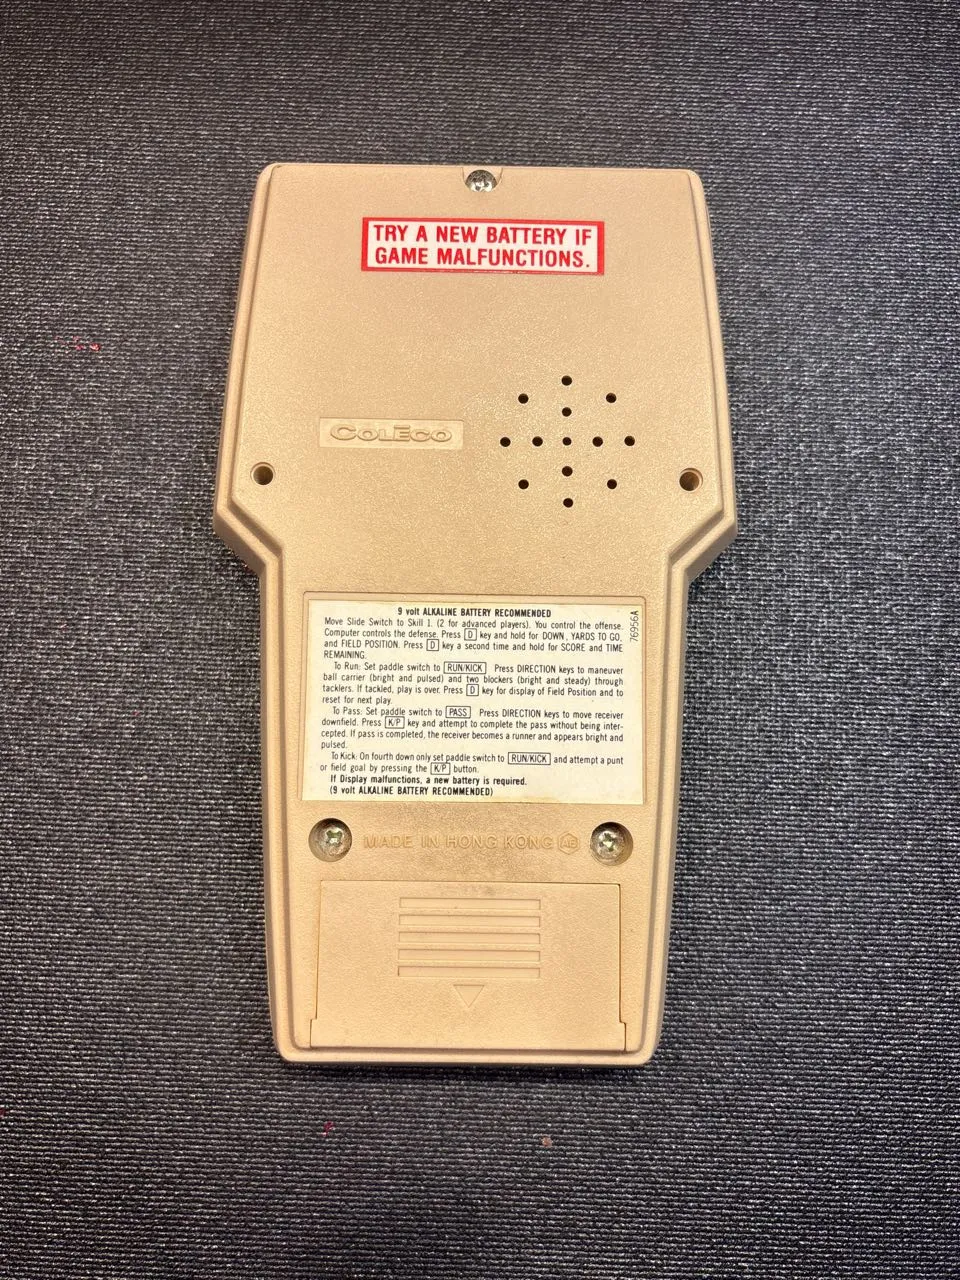 TRY A NEW BATTERY IF
GAME MALFUNCTIONS.
COLECO
9 volt ALKALINE BATTERY RECOMMENDED
Move Slide Switch to Skill 1. (2 for advanced players). You control the offense.
Computer controls the defense. Press D key and hold for DOWN, YARDS TO GO,
and FIELD POSITION. Press D key a second time and hold for SCORE and TIME
REMAINING.
To Run: Set paddle switch to RUN/KICK Press DIRECTION keys to maneuver
ball carrier (bright and pulsed) and two blockers (bright and steady) through
tacklers. If tackled, play is over. Press D key for display of Field Position and to
reset for next play.
To Pass: Set paddle switch to PASS Press DIRECTION keys to move receiver
downfield. Press K/P key and attempt to complete the pass without being inter-
cepted. If pass is completed, the receiver becomes a runner and appears bright and
pulsed.
To Kick: On fourth down only set paddle switch to RUN/KICK and attempt a punt
or field goal by pressing the K/P button.
If Display malfunctions, a new battery is required.
(9 volt ALKALINE BATTERY RECOMMENDED)
76956A
MADE IN HONG KONG AE